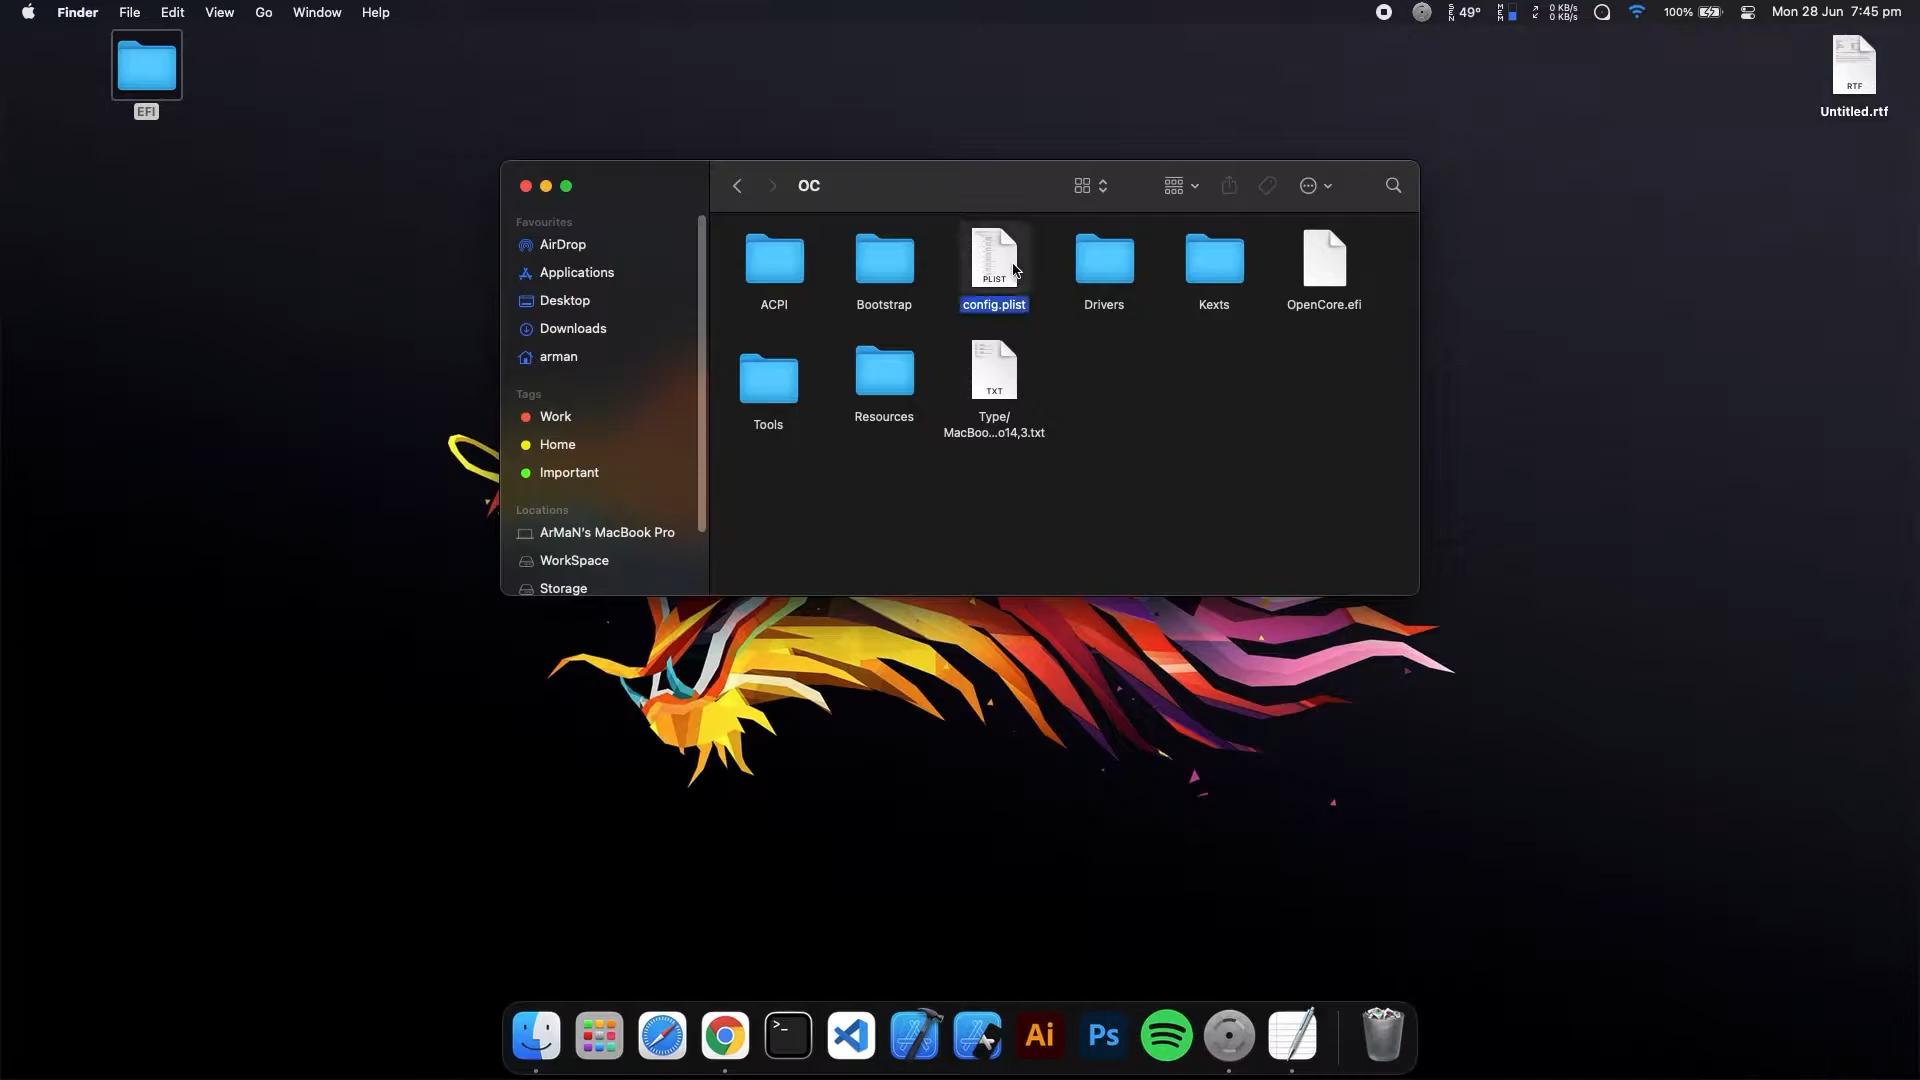 Finder File Edit View Go Window Help
SEN 49° MEM 0 KB/s 0 KB/s 100% Mon 28 Jun 7:45 pm
EFI
RTF
Untitled.rtf
OC
Favourites
AirDrop
Applications
Desktop
Downloads
arman
Tags
Work
Home
Important
Locations
ArMaN's MacBook Pro
WorkSpace
Storage
PLIST
ACPI Bootstrap config.plist Drivers Kexts OpenCore.efi
TXT
Tools Resources Type/
MacBoo...o14,3.txt
>_ Ai Ps